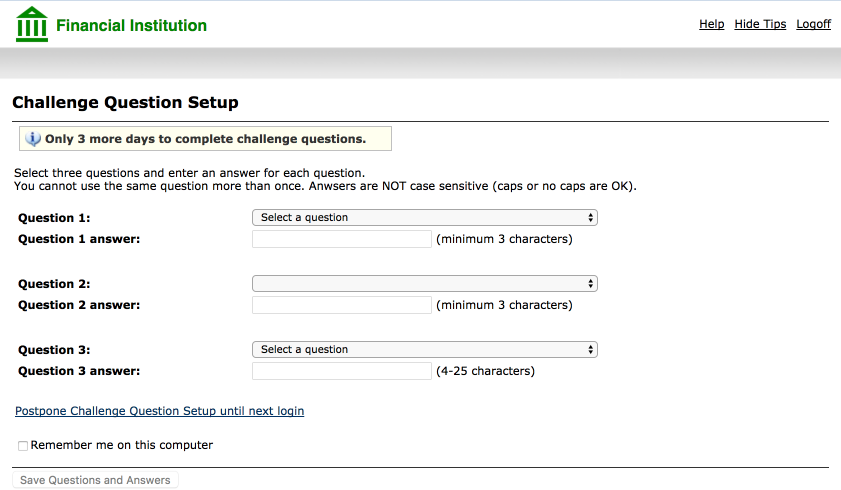 Financial Institution
Help Hide Tips Logoff
Challenge Question Setup
Only 3 more days to complete challenge questions.
Select three questions and enter an answer for each question.
You cannot use the same question more than once. Anwsers are NOT case sensitive (caps or no caps are OK).
Question 1: Select a question
Question 1 answer: (minimum 3 characters)
Question 2:
Question 2 answer: (minimum 3 characters)
Question 3: Select a question
Question 3 answer: (4-25 characters)
Postpone Challenge Question Setup until next login
Remember me on this computer
Save Questions and Answers